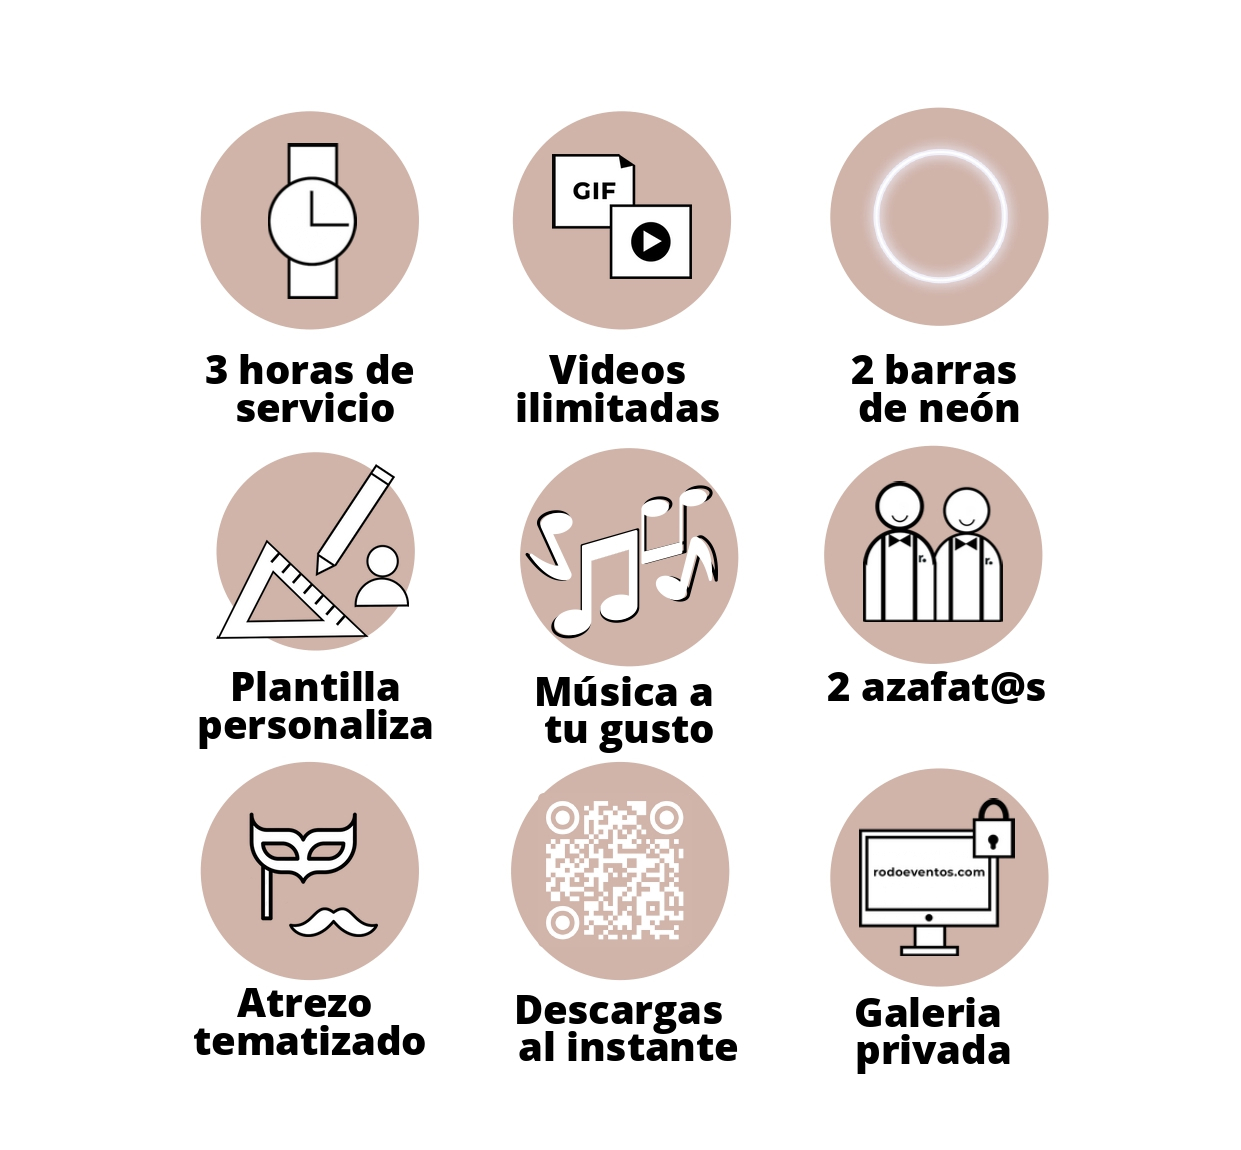 GIF
3 horas de
servicio
Videos
ilimitadas
2 barras
de neón
r.
r.
Plantilla
personaliza
Música a
tu gusto
2 azafat@s
rodoeventos.com
Atrezo
tematizado
Descargas
al instante
Galeria
privada